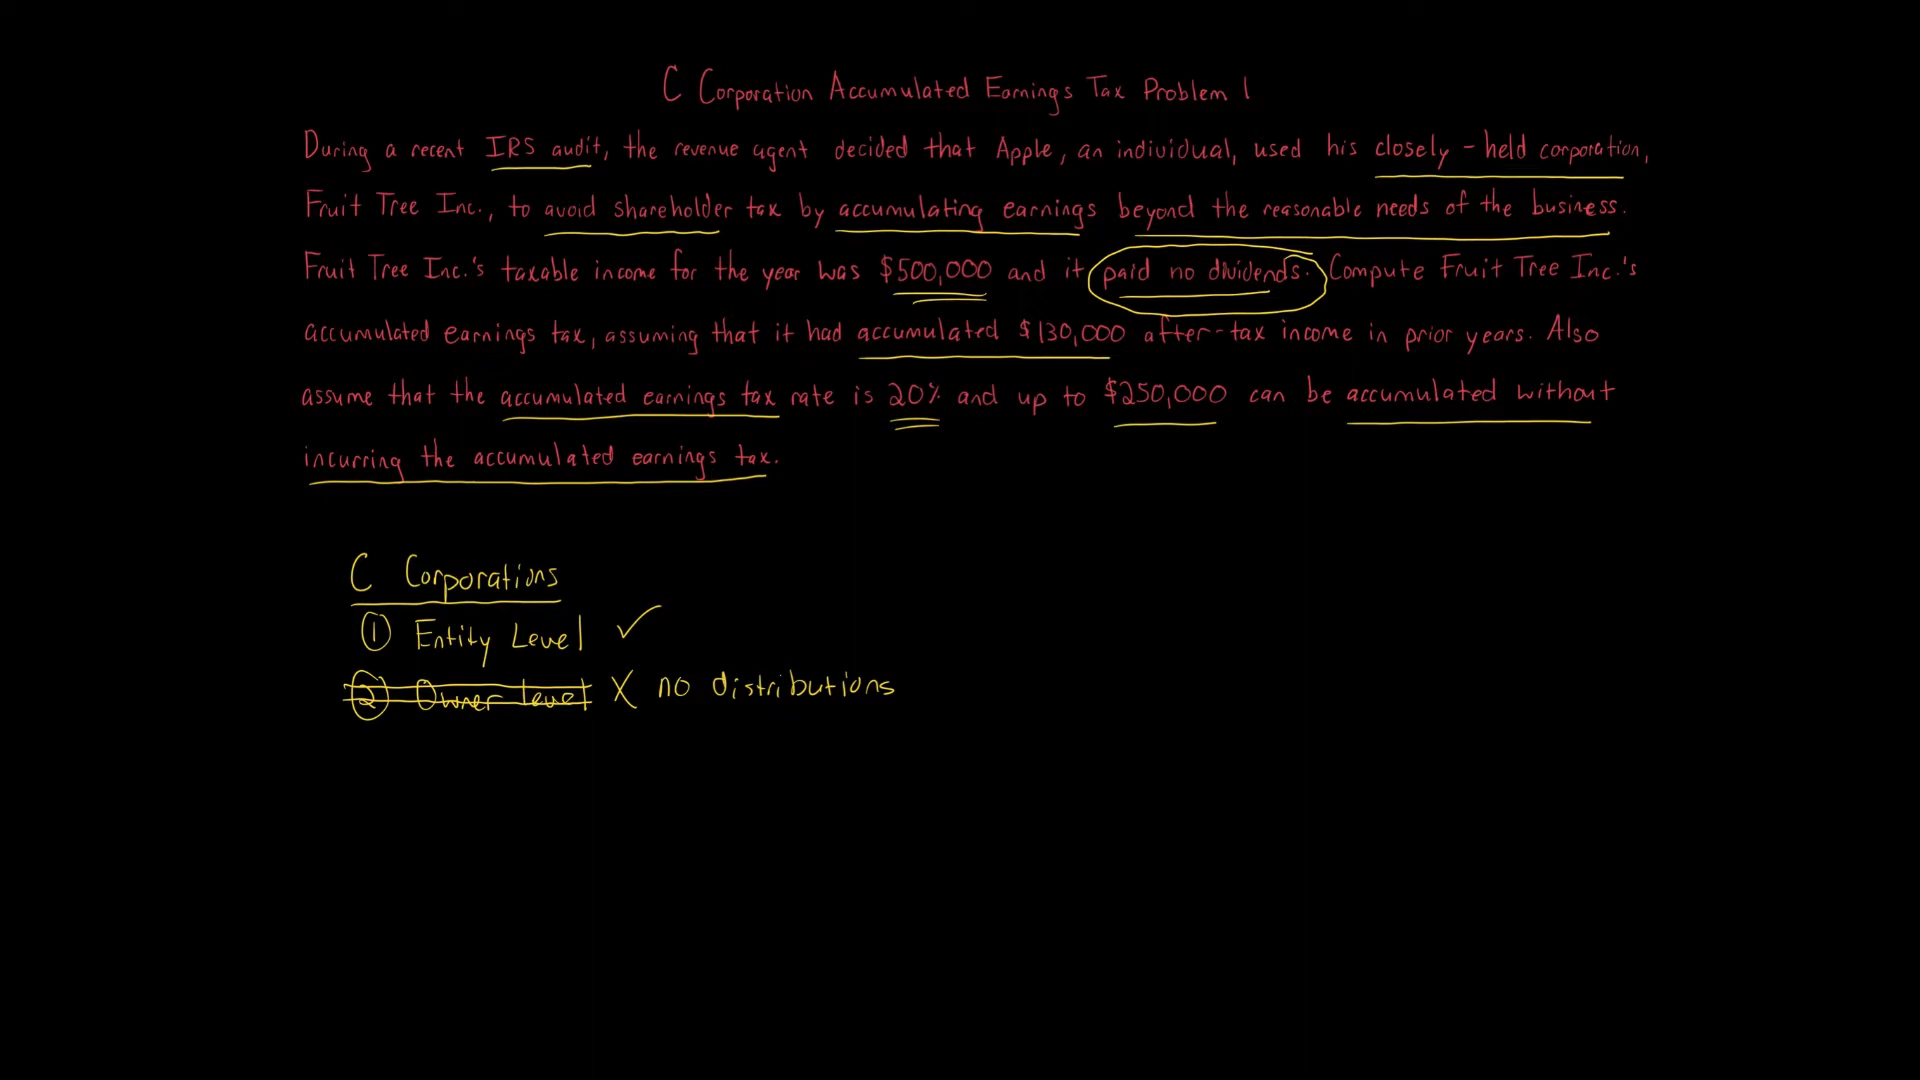 C Corporation Accumulated Earnings Tax Problem 1
During a recent IRS audit, the revenue agent decided that Apple, an individual, used his closely-held corporation,
Fruit Tree Inc., to avoid shareholder tax by accumulating earnings beyond the reasonable needs of the business.
Fruit Tree Inc.'s taxable income for the year was $500,000 and it paid no dividends. Compute Fruit Tree Inc.'s
accumulated earnings tax, assuming that it had accumulated $130,000 after-tax income in prior years. Also
assume that the accumulated earnings tax rate is 20% and up to $250,000 can be accumulated without
incurring the accumulated earnings tax.
C Corporations
① Entity Level ✓
② Owner Level X no distributions